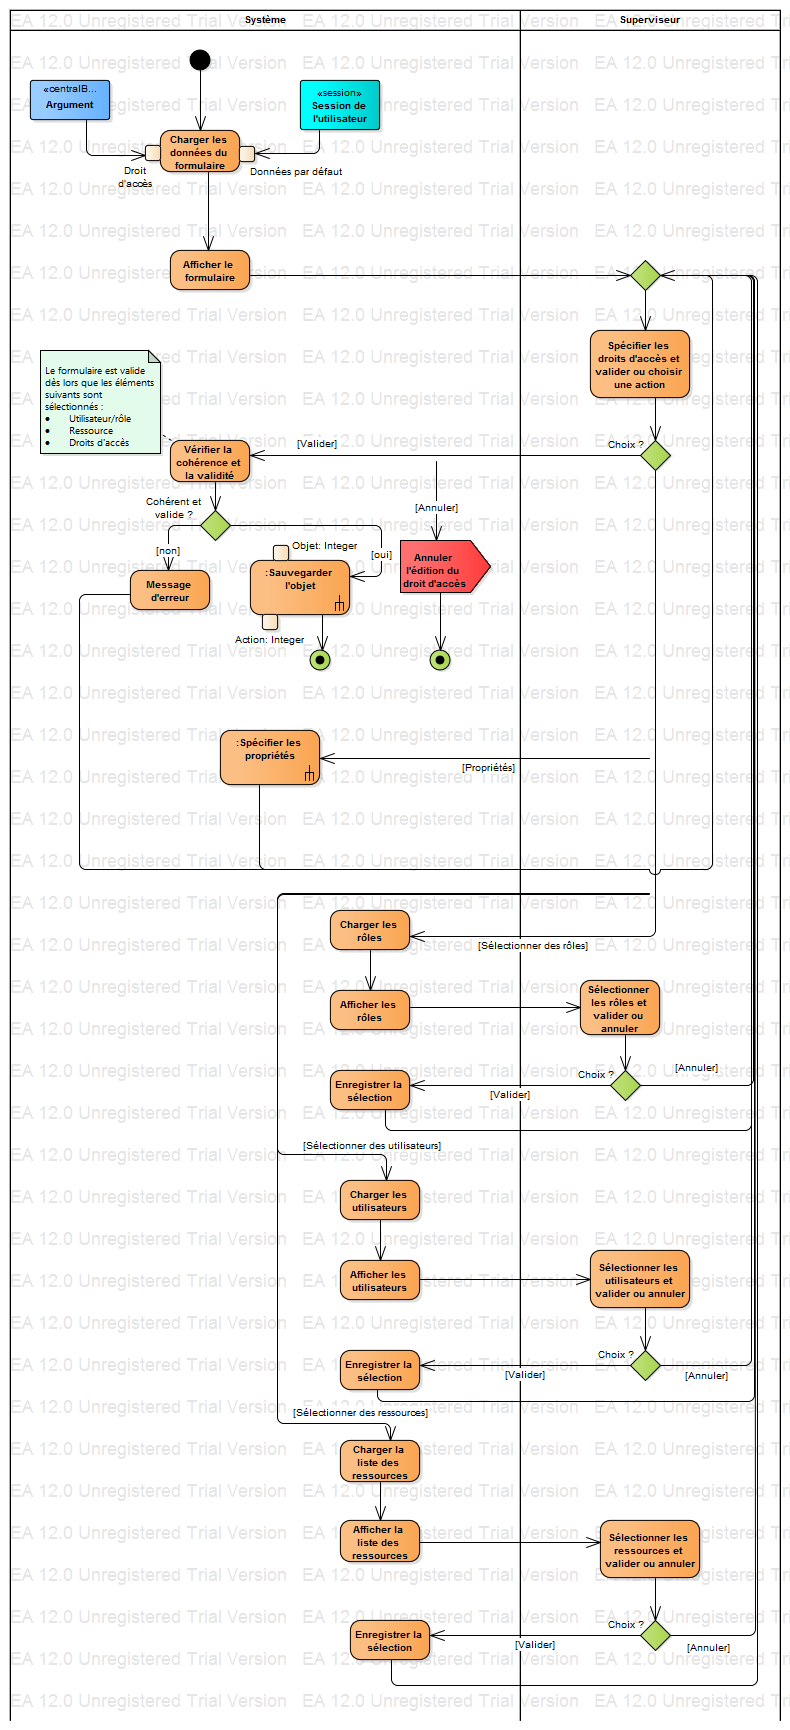 Système
Superviseur
«centralB...
Argument
«session»
Session de
l'utilisateur
Charger les
données du
formulaire
Droit
d'accès
Données par défaut
Afficher le
formulaire
Spécifier les
droits d'accès et
valider ou choisir
une action
Le formulaire est valide
dès lors que les éléments
suivants sont
sélectionnés :
• Utilisateur/rôle
• Ressource
• Droits d'accès
Choix ?
[Valider]
Vérifier la
cohérence et
la validité
Cohérent et
valide ?
[Annuler]
[non]
[oui]
Objet: Integer
Message
d'erreur
:Sauvegarder
l'objet
Annuler
l'édition du
droit d'accès
Action: Integer
:Spécifier les
propriétés
[Propriétés]
Charger les
rôles
[Sélectionner des rôles]
Afficher les
rôles
Sélectionner
les rôles et
valider ou
annuler
Choix ?
[Annuler]
Enregistrer la
sélection
[Valider]
[Sélectionner des utilisateurs]
Charger les
utilisateurs
Afficher les
utilisateurs
Sélectionner les
utilisateurs et
valider ou annuler
Choix ?
Enregistrer la
sélection
[Valider]
[Annuler]
[Sélectionner des ressources]
Charger la
liste des
ressources
Afficher la
liste des
ressources
Sélectionner les
ressources et
valider ou annuler
Choix ?
Enregistrer la
sélection
[Valider]
[Annuler]
EA 12.0 Unregistered Trial Version